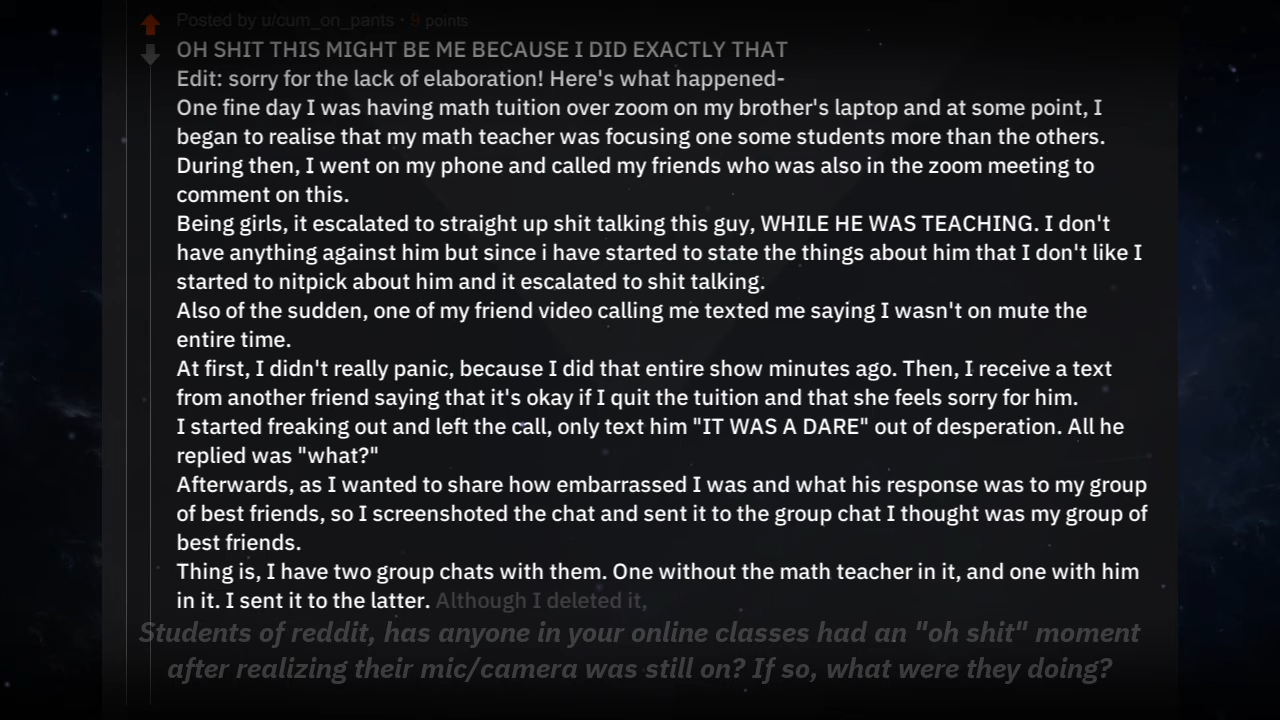 Posted by u/cum_on_pants • 9 points
OH SHIT THIS MIGHT BE ME BECAUSE I DID EXACTLY THAT
Edit: sorry for the lack of elaboration! Here's what happened-
One fine day I was having math tuition over zoom on my brother's laptop and at some point, I
began to realise that my math teacher was focusing one some students more than the others.
During then, I went on my phone and called my friends who was also in the zoom meeting to
comment on this.
Being girls, it escalated to straight up shit talking this guy, WHILE HE WAS TEACHING. I don't
have anything against him but since i have started to state the things about him that I don't like I
started to nitpick about him and it escalated to shit talking.
Also of the sudden, one of my friend video calling me texted me saying I wasn't on mute the
entire time.
At first, I didn't really panic, because I did that entire show minutes ago. Then, I receive a text
from another friend saying that it's okay if I quit the tuition and that she feels sorry for him.
I started freaking out and left the call, only text him "IT WAS A DARE" out of desperation. All he
replied was "what?"
Afterwards, as I wanted to share how embarrassed I was and what his response was to my group
of best friends, so I screenshoted the chat and sent it to the group chat I thought was my group of
best friends.
Thing is, I have two group chats with them. One without the math teacher in it, and one with him
in it. I sent it to the latter. Although I deleted it,
Students of reddit, has anyone in your online classes had an "oh shit" moment
after realizing their mic/camera was still on? If so, what were they doing?